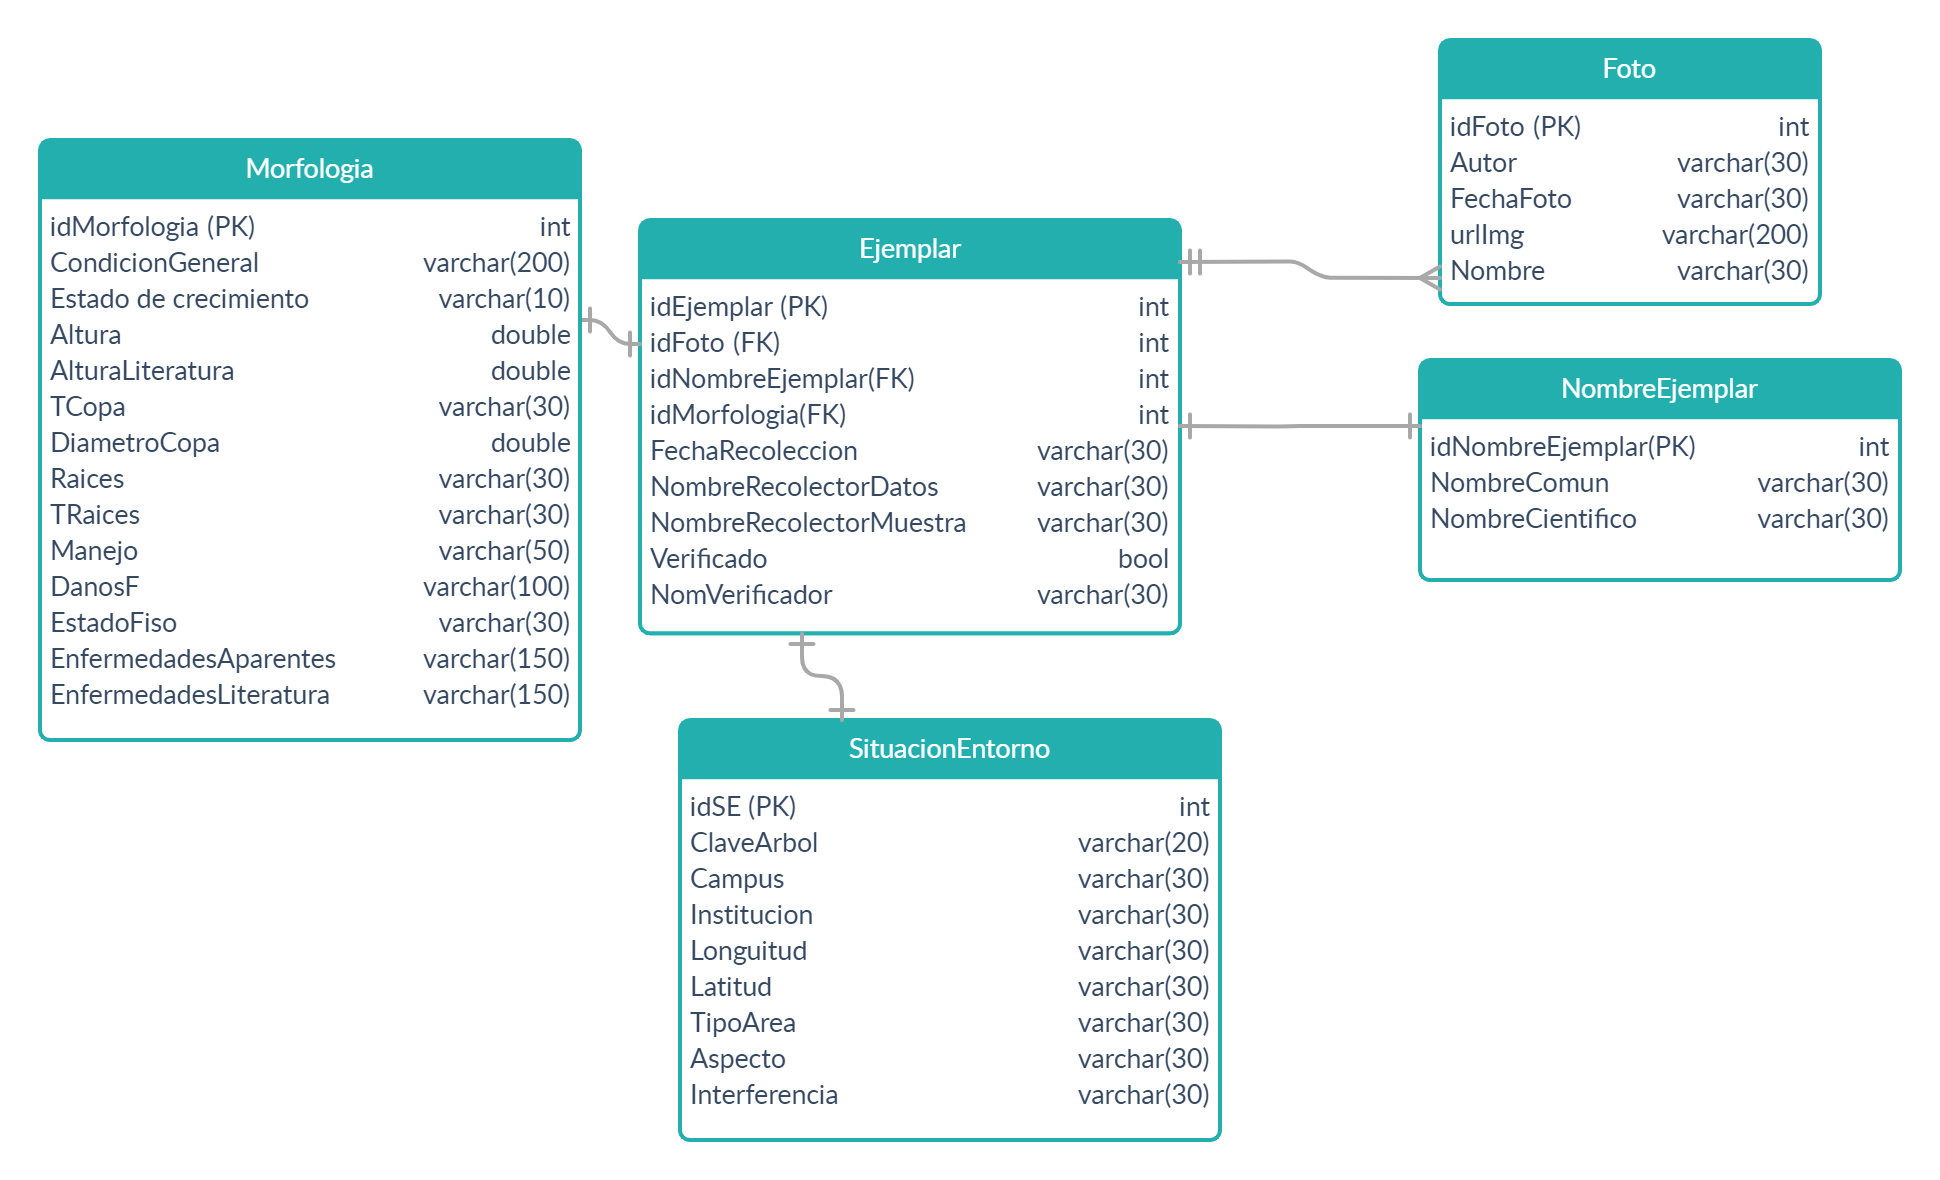 Morfologia
idMorfologia (PK) int
CondicionGeneral varchar(200)
Estado de crecimiento varchar(10)
Altura double
AlturaLiteratura double
TCopa varchar(30)
DiametroCopa double
Raices varchar(30)
TRaices varchar(30)
Manejo varchar(50)
DanosF varchar(100)
EstadoFiso varchar(30)
EnfermedadesAparentes varchar(150)
EnfermedadesLiteratura varchar(150)
Ejemplar
idEjemplar (PK) int
idFoto (FK) int
idNombreEjemplar(FK) int
idMorfologia(FK) int
FechaRecoleccion varchar(30)
NombreRecolectorDatos varchar(30)
NombreRecolectorMuestra varchar(30)
Verificado bool
NomVerificador varchar(30)
Foto
idFoto (PK) int
Autor varchar(30)
FechaFoto varchar(30)
urlImg varchar(200)
Nombre varchar(30)
NombreEjemplar
idNombreEjemplar(PK) int
NombreComun varchar(30)
NombreCientifico varchar(30)
SituacionEntorno
idSE (PK) int
ClaveArbol varchar(20)
Campus varchar(30)
Institucion varchar(30)
Longuitud varchar(30)
Latitud varchar(30)
TipoArea varchar(30)
Aspecto varchar(30)
Interferencia varchar(30)